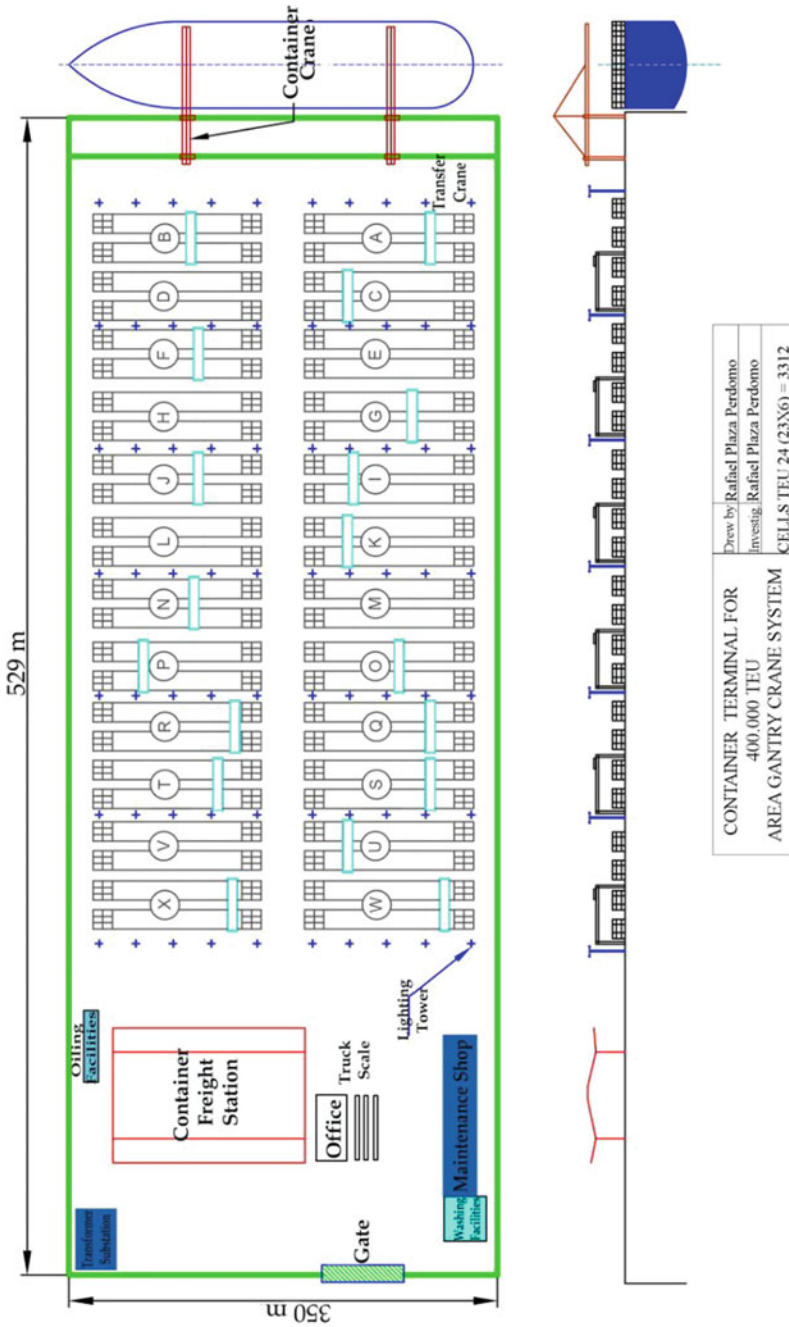 529 m
350 m
Container
Crane
Transfer
Crane
B
D
F
H
J
L
N
P
R
T
V
X
A
C
E
G
I
K
M
O
Q
S
U
W
Lighting
Tower
Oiling
Facilities
Container
Freight
Station
Truck
Scale
Office
Maintenance Shop
Washing
Facilities
Transformer
Substation
Gate
CONTAINER TERMINAL FOR
400.000 TEU
AREA GANTRY CRANE SYSTEM
Drew by Rafael Plaza Perdomo
Investig. Rafael Plaza Perdomo
CELLS TEU 24 (23X6) = 3312